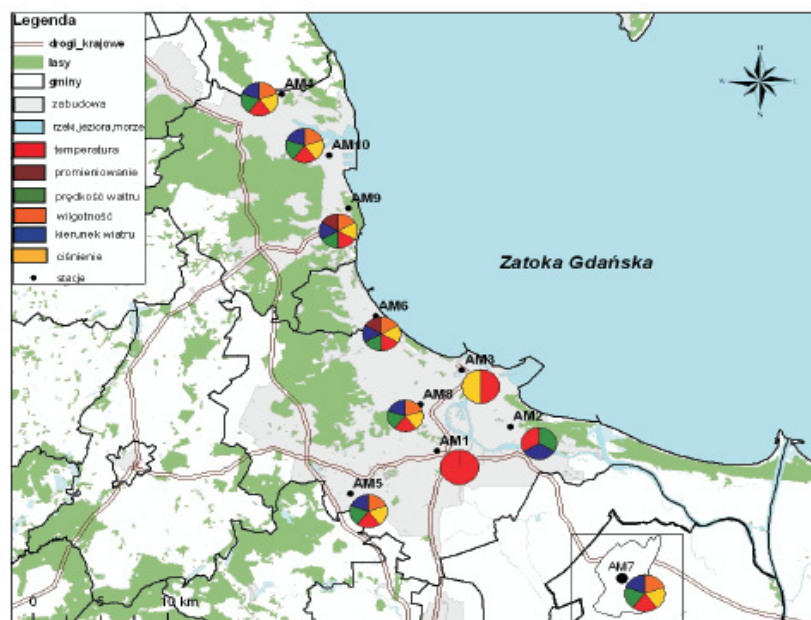 Legenda
drogi_krajowe
lasy
gminy
zabudowa
rzeki,jeziora,morze
temperatura
promieniowanie
prędkość waitru
wilgotność
kierunek wiatru
ciśnienie
stacje
AM4
AM10
AM9
Zatoka Gdańska
AM6
AM3
AM8
AM2
AM1
AM5
AM7
0 5 10 km
N
W E
S